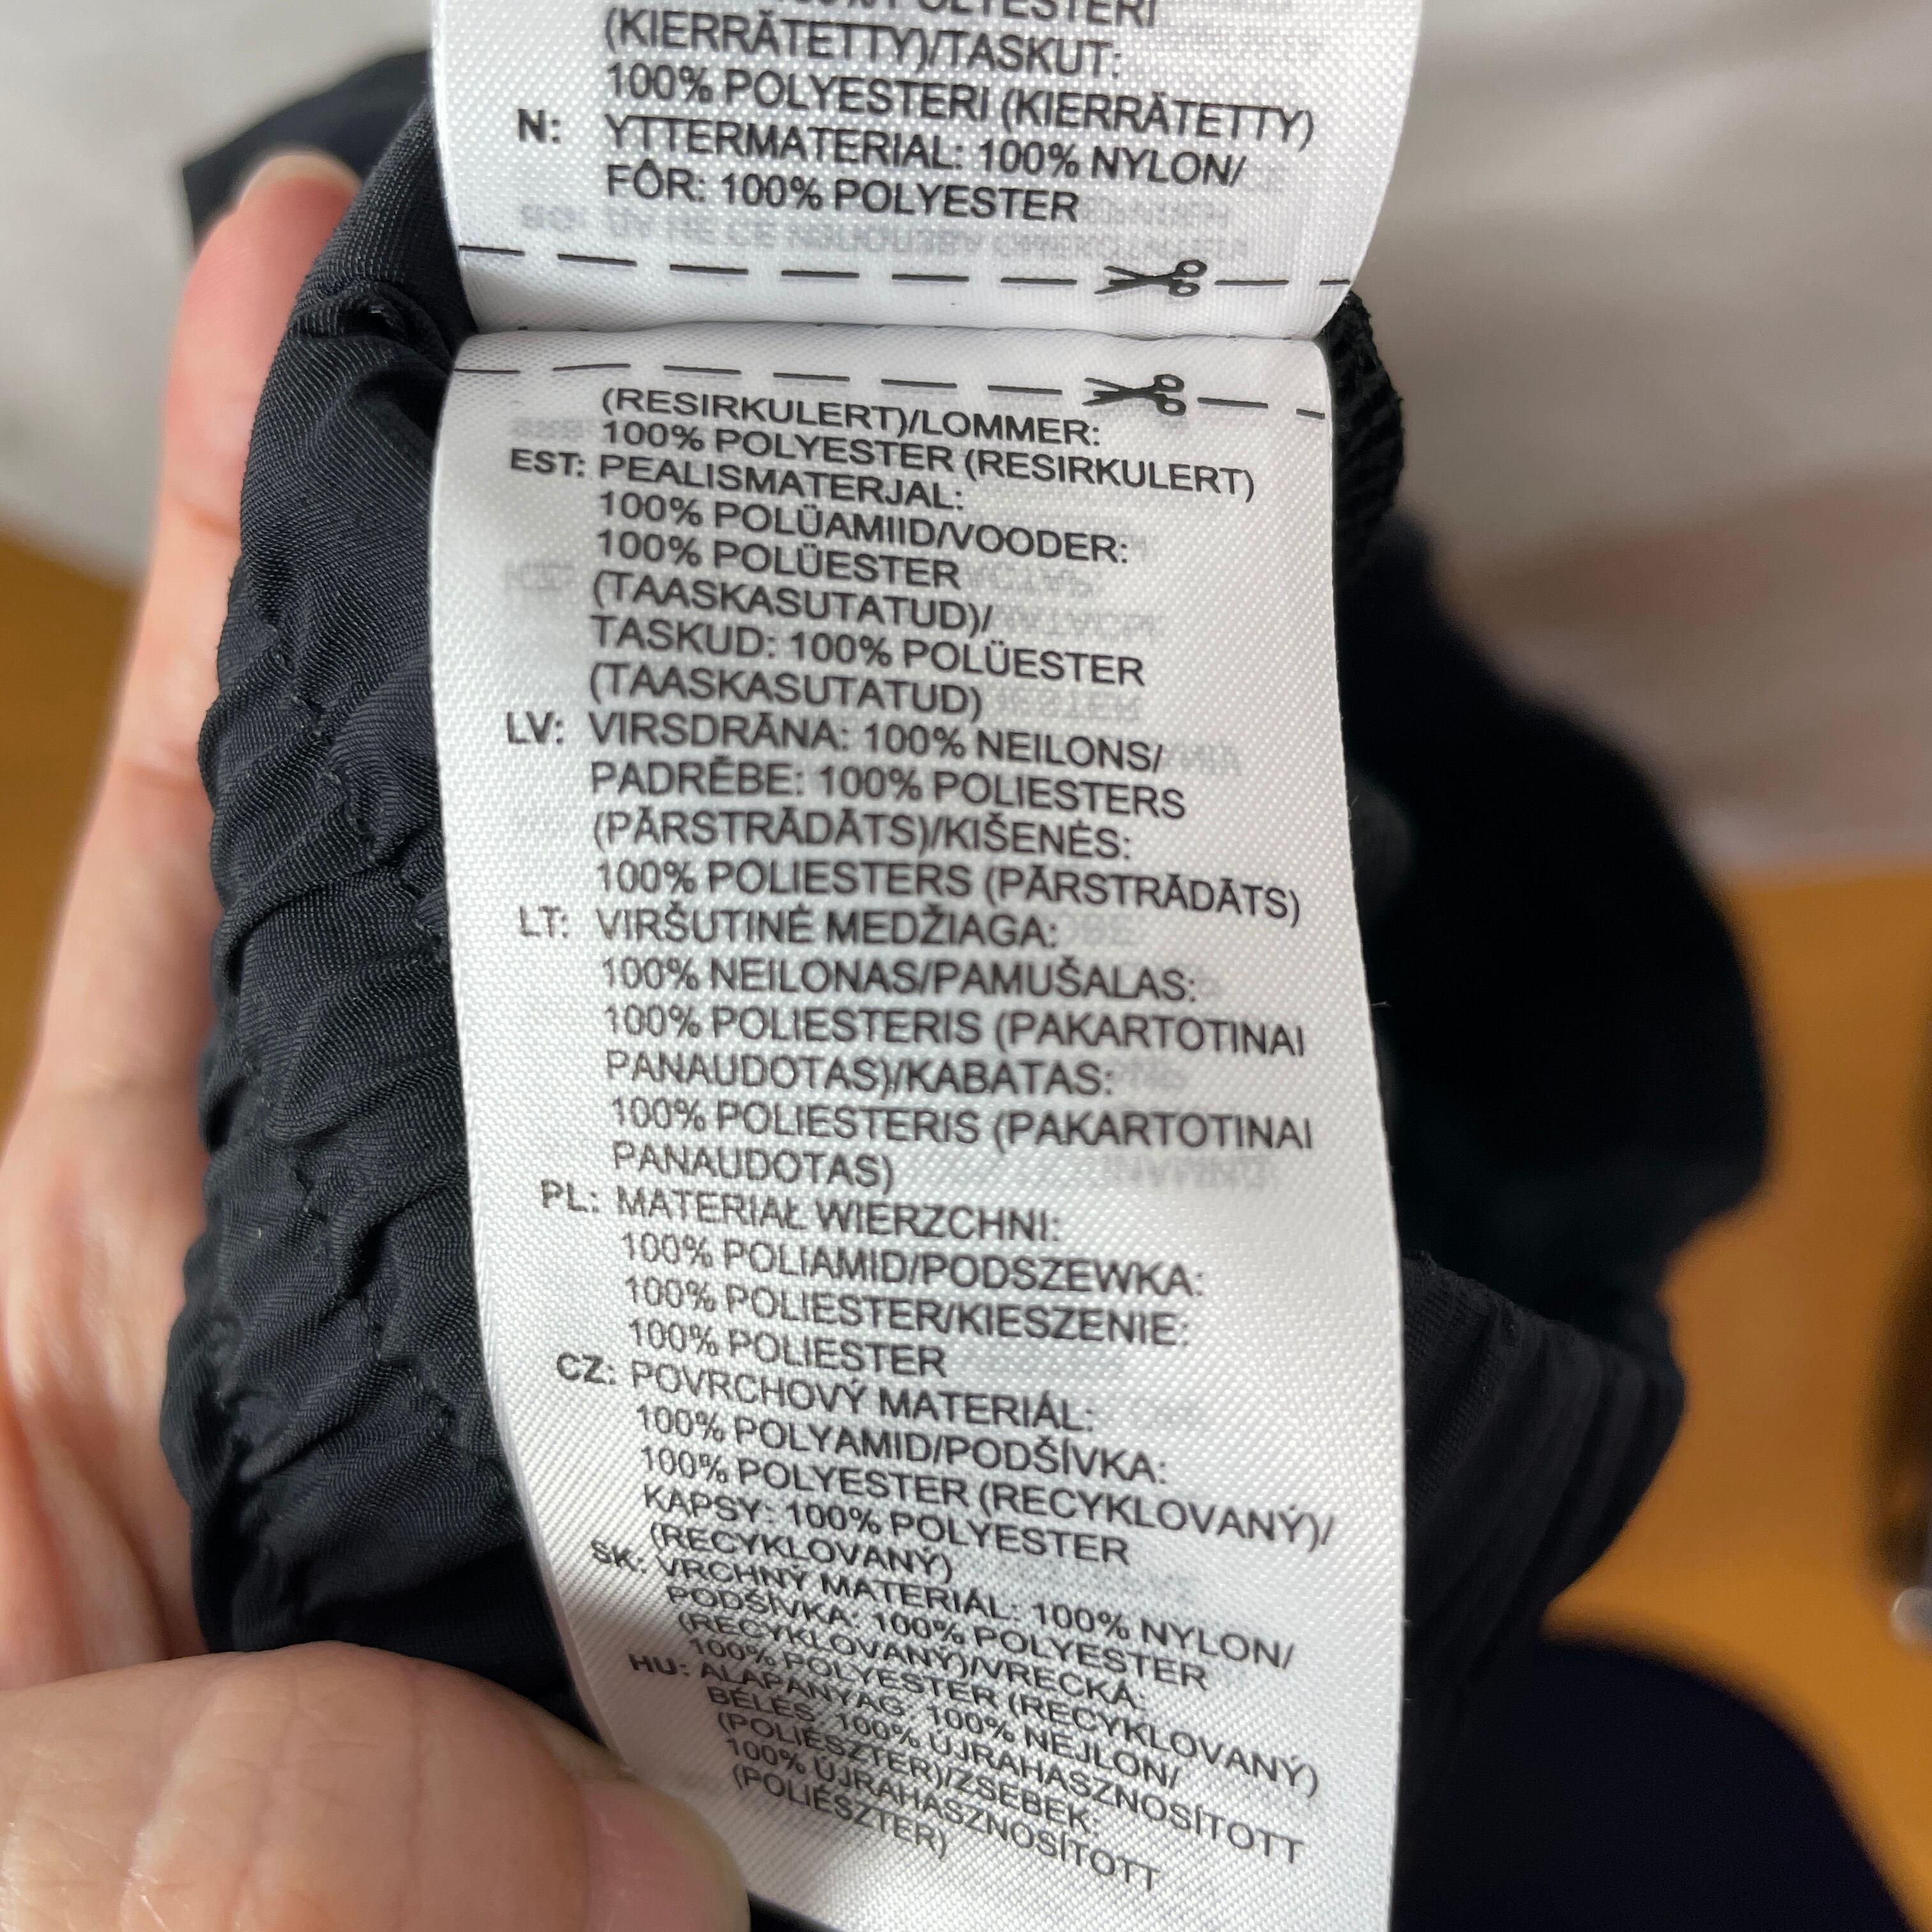 100% POLYESTERI
(KIERRÄTETTY)/TASKUT:
100% POLYESTERI (KIERRÄTETTY)
N: YTTERMATERIAL: 100% NYLON/
FÔR: 100% POLYESTER
(RESIRKULERT)/LOMMER:
100% POLYESTER (RESIRKULERT)
EST: PEALISMATERJAL:
100% POLÜAMIID/VOODER:
100% POLÜESTER
(TAASKASUTATUD)/
TASKUD: 100% POLÜESTER
(TAASKASUTATUD)
LV: VIRSDRĀNA: 100% NEILONS/
PADRĒBE: 100% POLIESTERS
(PĀRSTRĀDĀTS)/KIŠENĖS:
100% POLIESTERS (PĀRSTRĀDĀTS)
LT: VIRŠUTINĖ MEDŽIAGA:
100% NEILONAS/PAMUŠALAS:
100% POLIESTERIS (PAKARTOTINAI
PANAUDOTAS)/KABATAS:
100% POLIESTERIS (PAKARTOTINAI
PANAUDOTAS)
PL: MATERIAŁ WIERZCHNI:
100% POLIAMID/PODSZEWKA:
100% POLIESTER/KIESZENIE:
100% POLIESTER
CZ: POVRCHOVÝ MATERIÁL:
100% POLYAMID/PODŠÍVKA:
100% POLYESTER (RECYKLOVANÝ)/
KAPSY: 100% POLYESTER
(RECYKLOVANÝ)
SK: VRCHNÝ MATERIÁL: 100% NYLON/
PODŠÍVKA: 100% POLYESTER
(RECYKLOVANÝ)/VRECKÁ:
100% POLYESTER (RECYKLOVANÝ)
HU: ALAPANYAG: 100% NEJLON/
BÉLÉS: 100% ÚJRAHASZNOSÍTOTT
(POLIÉSZTER)/ZSEBEK:
100% ÚJRAHASZNOSÍTOTT
(POLIÉSZTER)